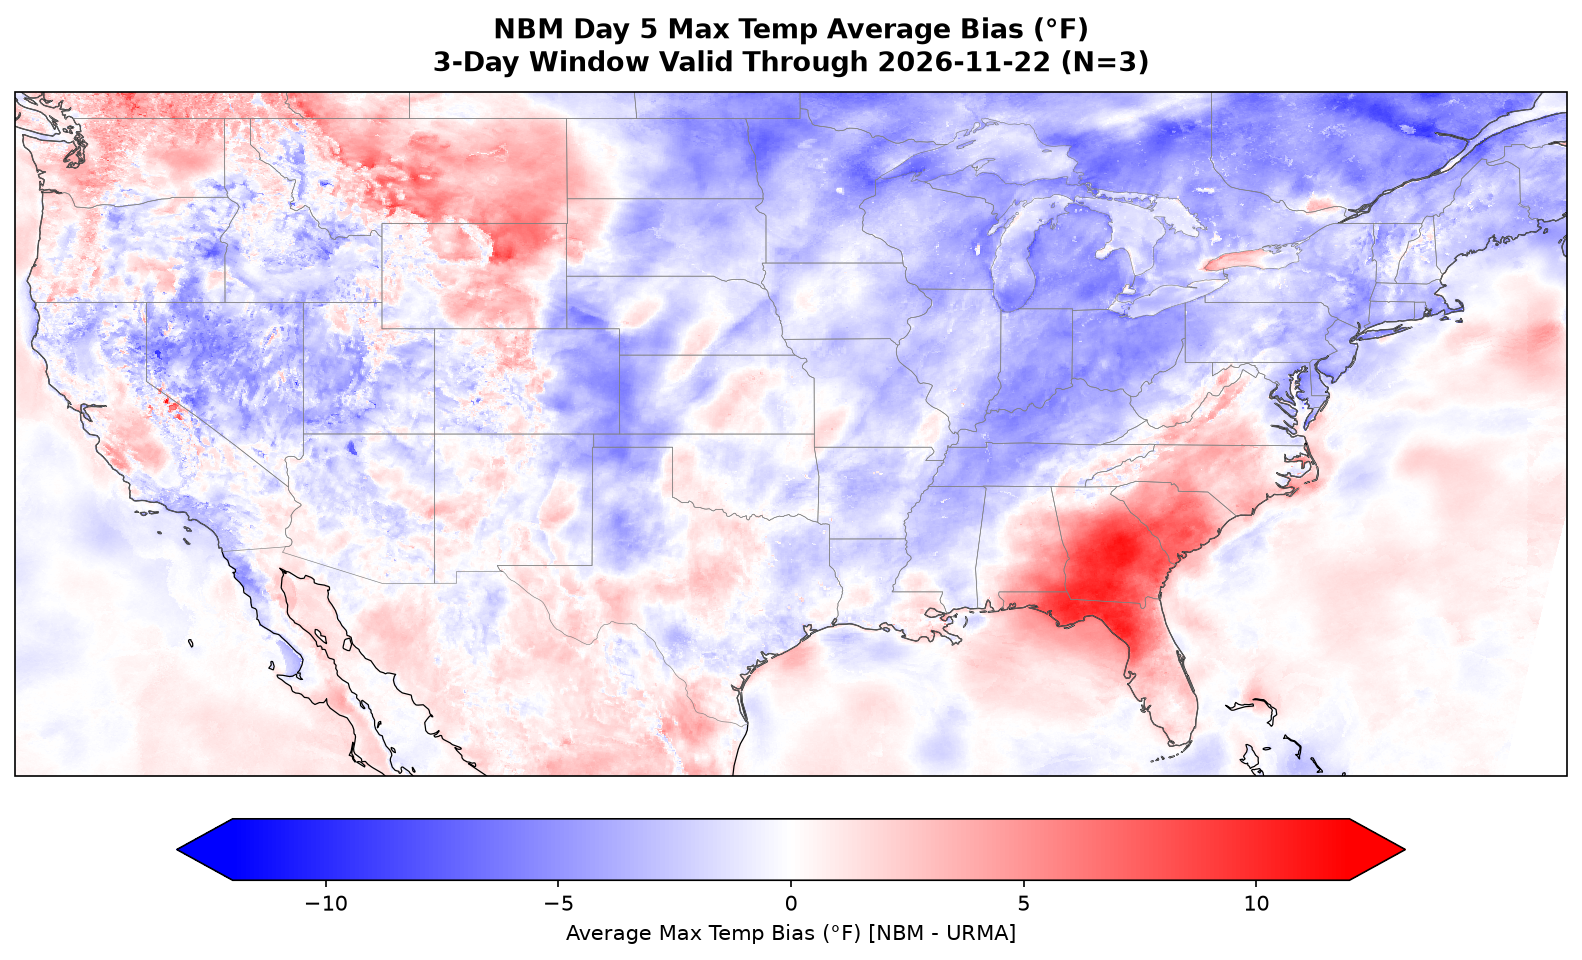 NBM Day 5 Max Temp Average Bias (°F)
3-Day Window Valid Through 2026-11-22 (N=3)
−10 −5 0 5 10
Average Max Temp Bias (°F) [NBM - URMA]